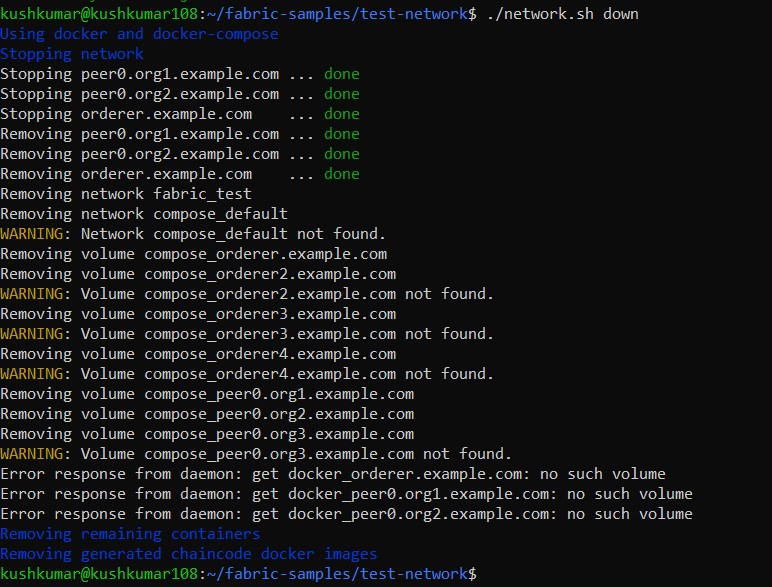 kushkumar@kushkumar108:~/fabric-samples/test-network$ ./network.sh down
Using docker and docker-compose
Stopping network
Stopping peer0.org1.example.com ... done
Stopping peer0.org2.example.com ... done
Stopping orderer.example.com    ... done
Removing peer0.org1.example.com ... done
Removing peer0.org2.example.com ... done
Removing orderer.example.com    ... done
Removing network fabric_test
Removing network compose_default
WARNING: Network compose_default not found.
Removing volume compose_orderer.example.com
Removing volume compose_orderer2.example.com
WARNING: Volume compose_orderer2.example.com not found.
Removing volume compose_orderer3.example.com
WARNING: Volume compose_orderer3.example.com not found.
Removing volume compose_orderer4.example.com
WARNING: Volume compose_orderer4.example.com not found.
Removing volume compose_peer0.org1.example.com
Removing volume compose_peer0.org2.example.com
Removing volume compose_peer0.org3.example.com
WARNING: Volume compose_peer0.org3.example.com not found.
Error response from daemon: get docker_orderer.example.com: no such volume
Error response from daemon: get docker_peer0.org1.example.com: no such volume
Error response from daemon: get docker_peer0.org2.example.com: no such volume
Removing remaining containers
Removing generated chaincode docker images
kushkumar@kushkumar108:~/fabric-samples/test-network$